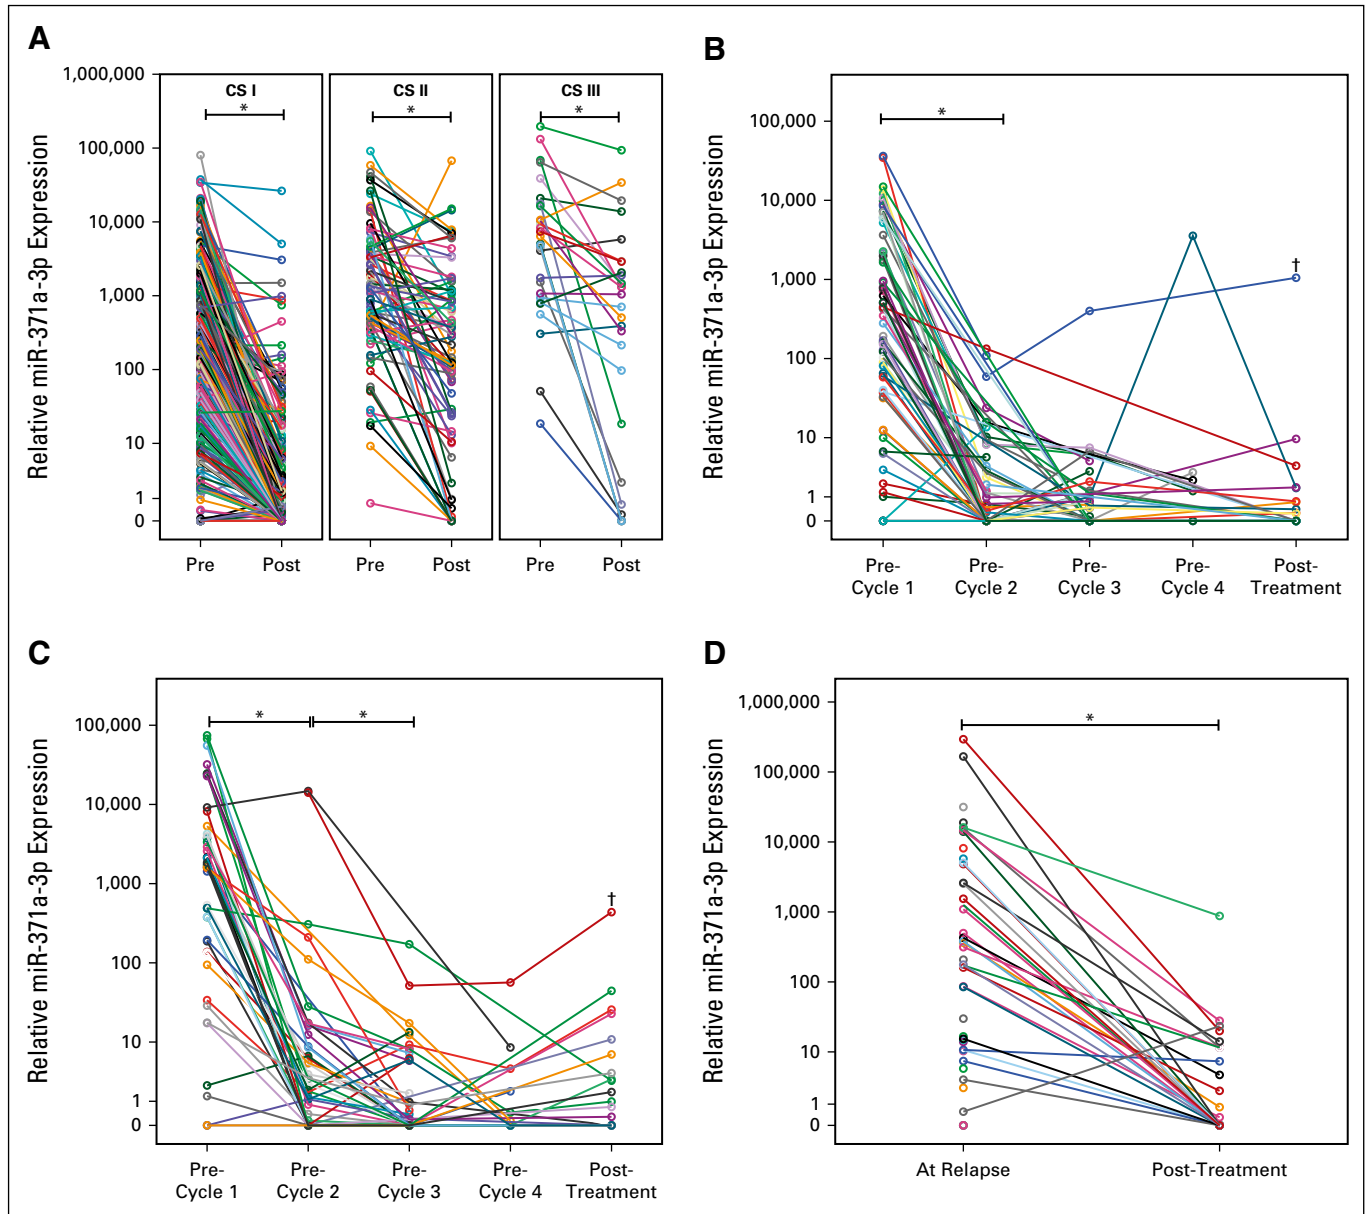 A
Relative miR-371a-3p Expression
1,000,000
100,000
10,000
1,000
100
10
1
0
CS I
*
CS II
*
CS III
*
Pre
Post
Pre
Post
Pre
Post
B
Relative miR-371a-3p Expression
100,000
10,000
1,000
100
10
1
0
*
†
Pre-
Cycle 1
Pre-
Cycle 2
Pre-
Cycle 3
Pre-
Cycle 4
Post-
Treatment
C
Relative miR-371a-3p Expression
100,000
10,000
1,000
100
10
1
0
*
*
†
Pre-
Cycle 1
Pre-
Cycle 2
Pre-
Cycle 3
Pre-
Cycle 4
Post-
Treatment
D
Relative miR-371a-3p Expression
1,000,000
100,000
10,000
1,000
100
10
1
0
*
At Relapse
Post-Treatment